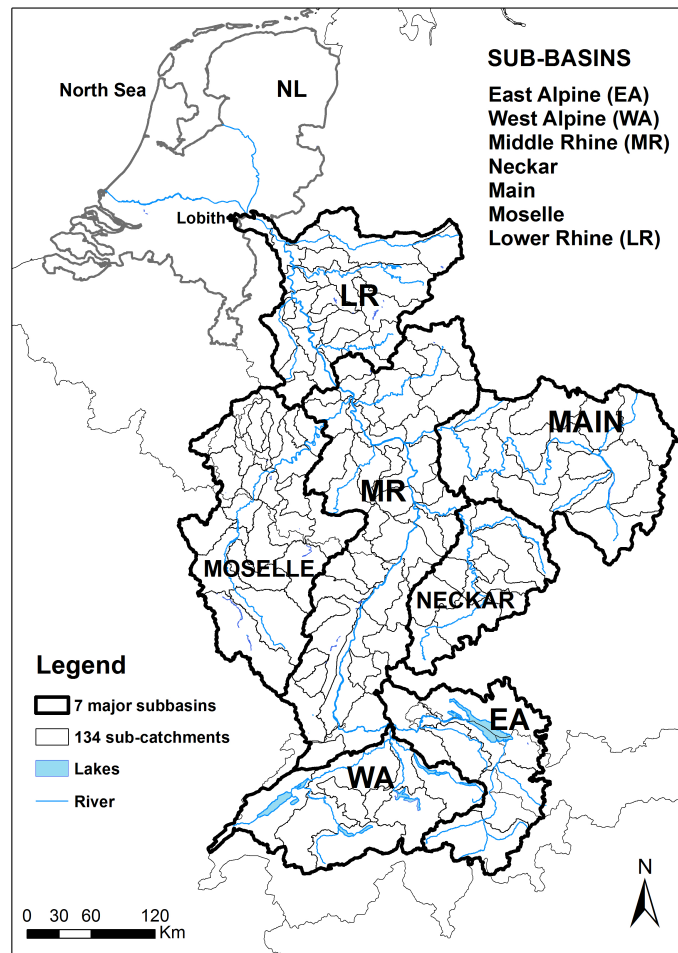 SUB-BASINS
East Alpine (EA)
West Alpine (WA)
Middle Rhine (MR)
Neckar
Main
Moselle
Lower Rhine (LR)
North Sea
NL
Lobith
LR
MAIN
MR
MOSELLE
NECKAR
EA
WA
Legend
7 major subbasins
134 sub-catchments
Lakes
River
N
0 30 60 120
Km